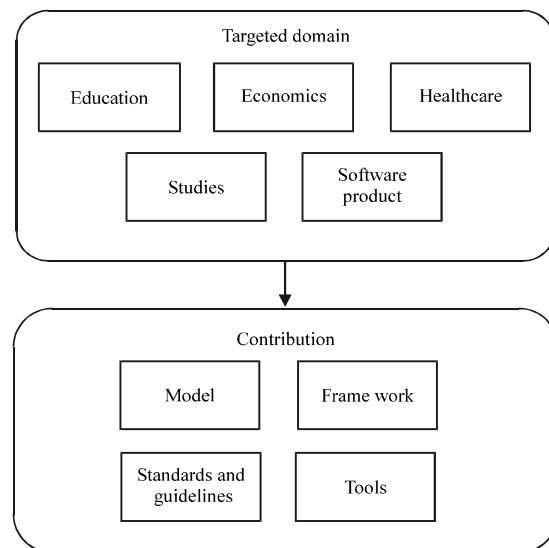 Targeted domain
Education
Economics
Healthcare
Studies
Software
product
Contribution
Model
Frame work
Standards and
guidelines
Tools